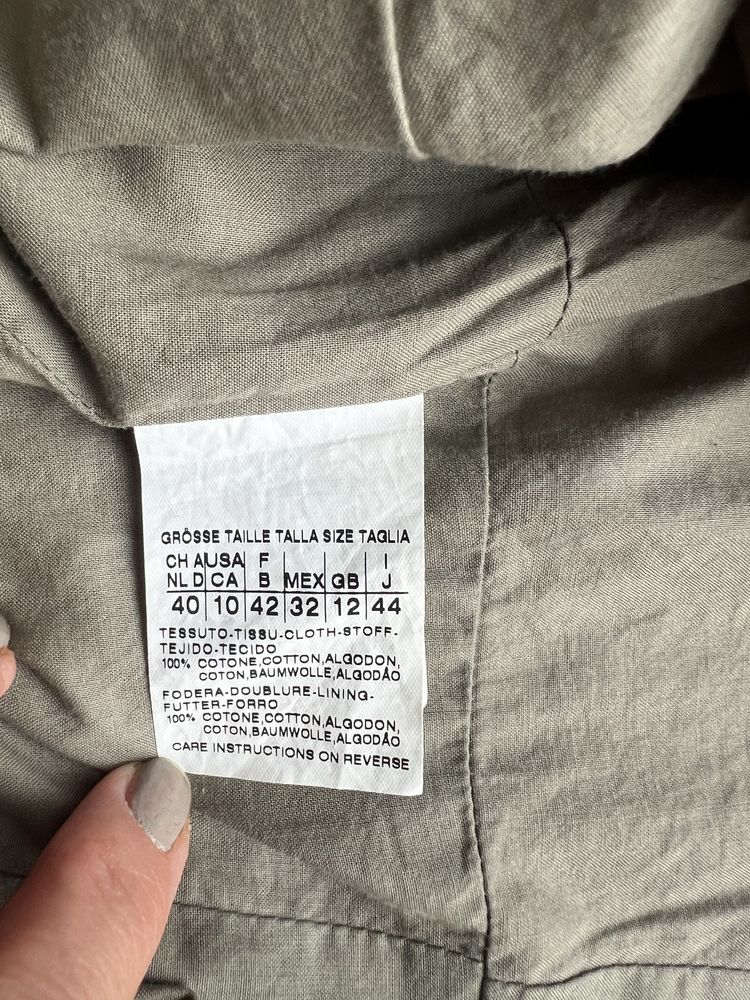 GRÖSSE TAILLE TALLA SIZE TAGLIA
CH A USA F I
NL D CA B MEX GB J
40 10 42 32 12 44
TESSUTO-TISSU-CLOTH-STOFF-
TEJIDO-TECIDO
100% COTONE,COTTON,ALGODON,
COTON,BAUMWOLLE,ALGODÃO
FODERA-DOUBLURE-LINING-
FUTTER-FORRO
100% COTONE,COTTON,ALGODON,
COTON,BAUMWOLLE,ALGODÃO
CARE INSTRUCTIONS ON REVERSE